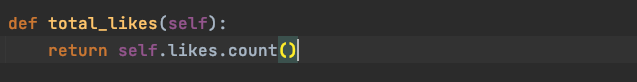 def total_likes(self):
    return self.likes.count()